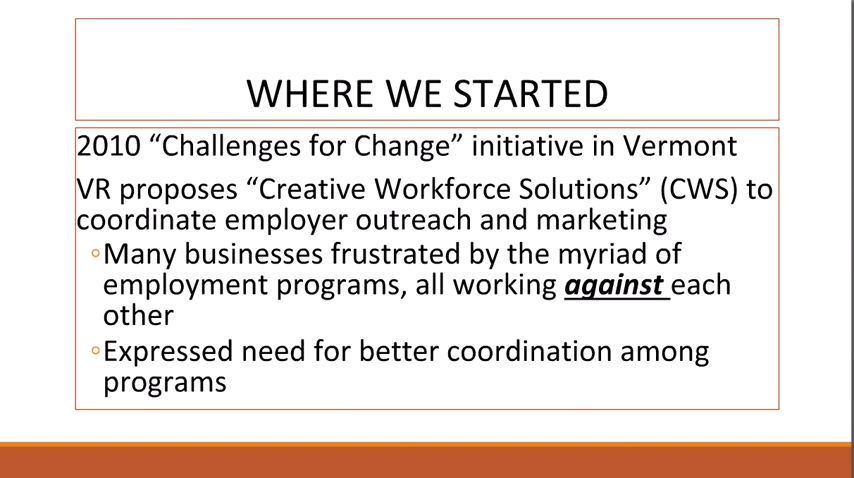 WHERE WE STARTED
2010 “Challenges for Change” initiative in Vermont
VR proposes “Creative Workforce Solutions” (CWS) to
coordinate employer outreach and marketing
◦Many businesses frustrated by the myriad of
employment programs, all working against each
other
◦Expressed need for better coordination among
programs